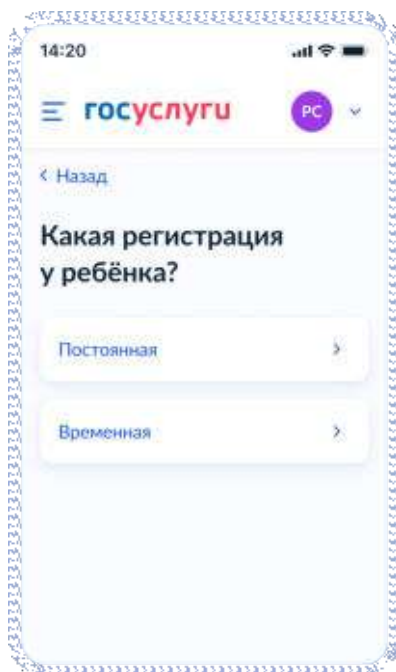 14:20
госуслуги
РС
Назад
Какая регистрация
у ребёнка?
Постоянная
Временная